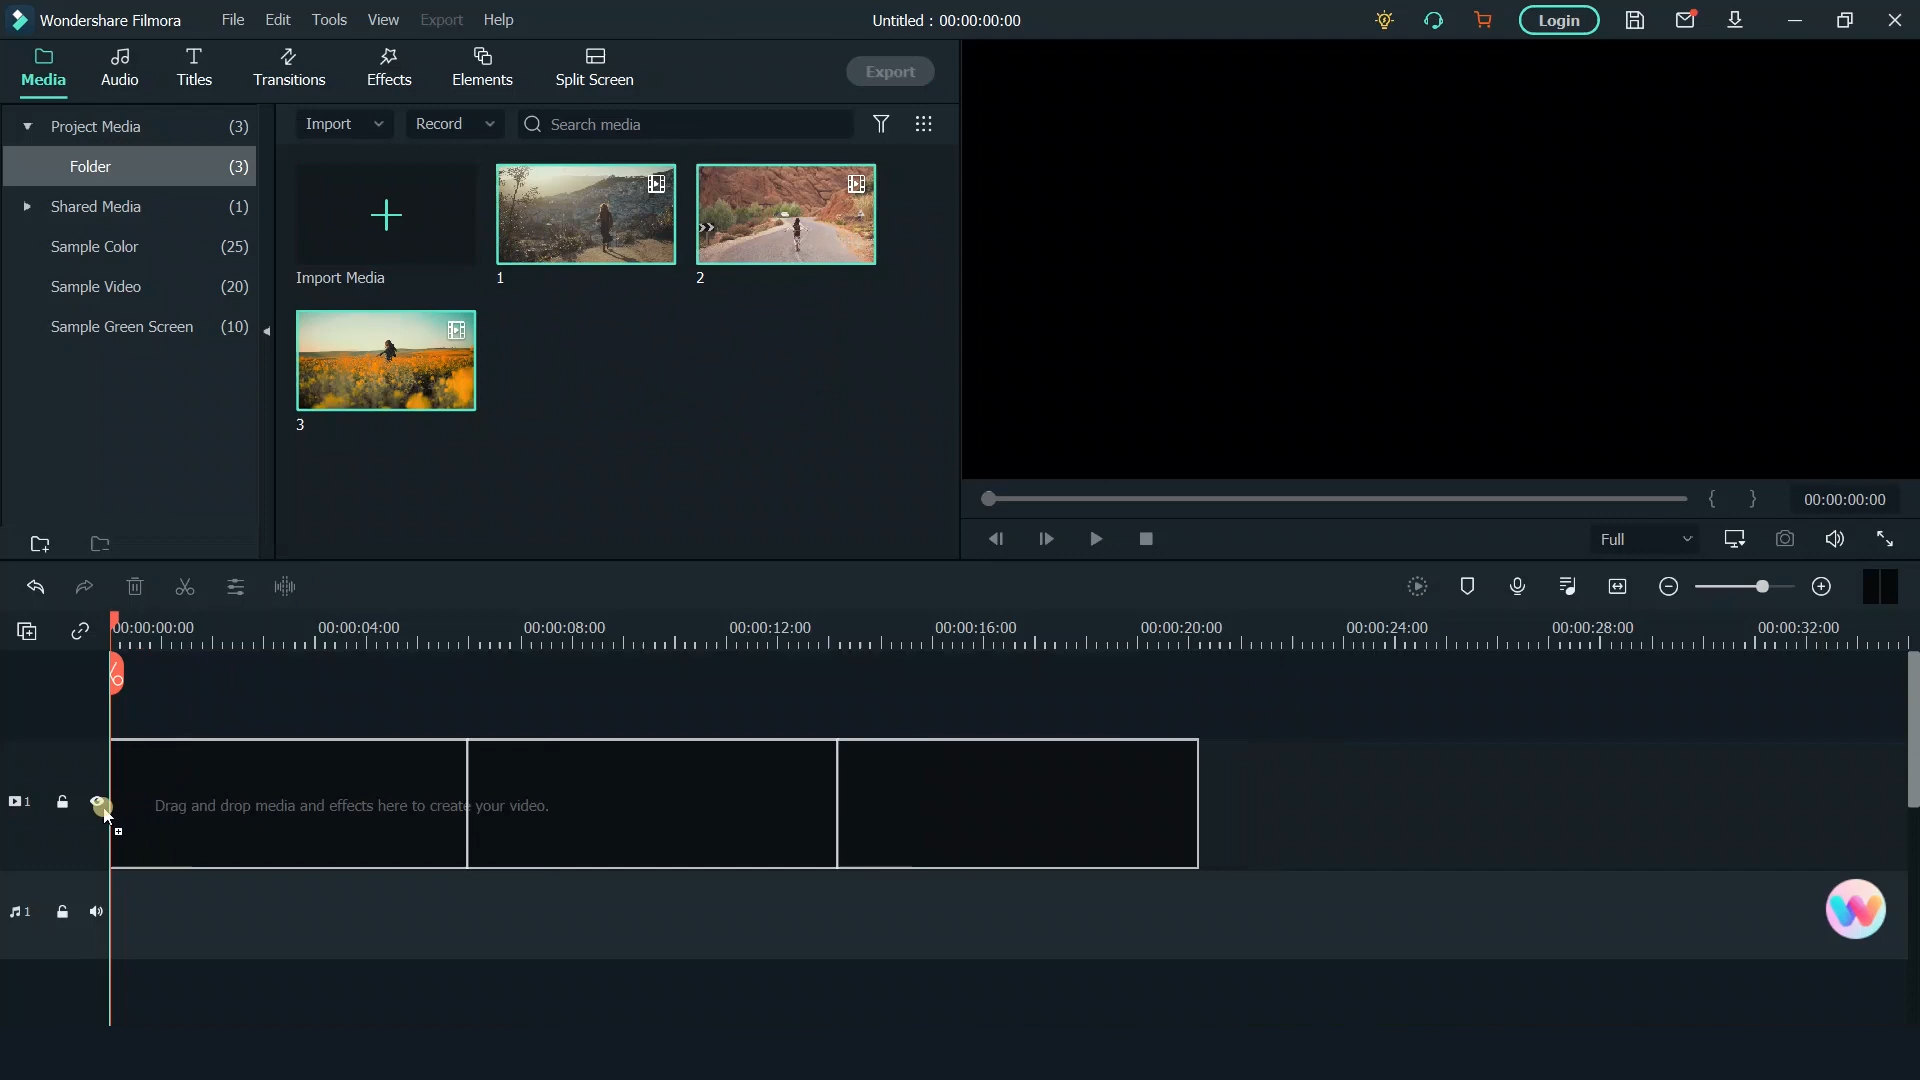 Wondershare Filmora File Edit Tools View Export Help Untitled : 00:00:00:00 Login
Media Audio Titles Transitions Effects Elements Split Screen Export
Project Media (3) Import Record Search media
Folder (3)
Shared Media (1)
Sample Color (25)
Sample Video (20)
Sample Green Screen (10)
Import Media 1 2
3
{ } 00:00:00:00
Full
00:00:00:00 00:00:04:00 00:00:08:00 00:00:12:00 00:00:16:00 00:00:20:00 00:00:24:00 00:00:28:00 00:00:32:00
1 Drag and drop media and effects here to create your video.
1